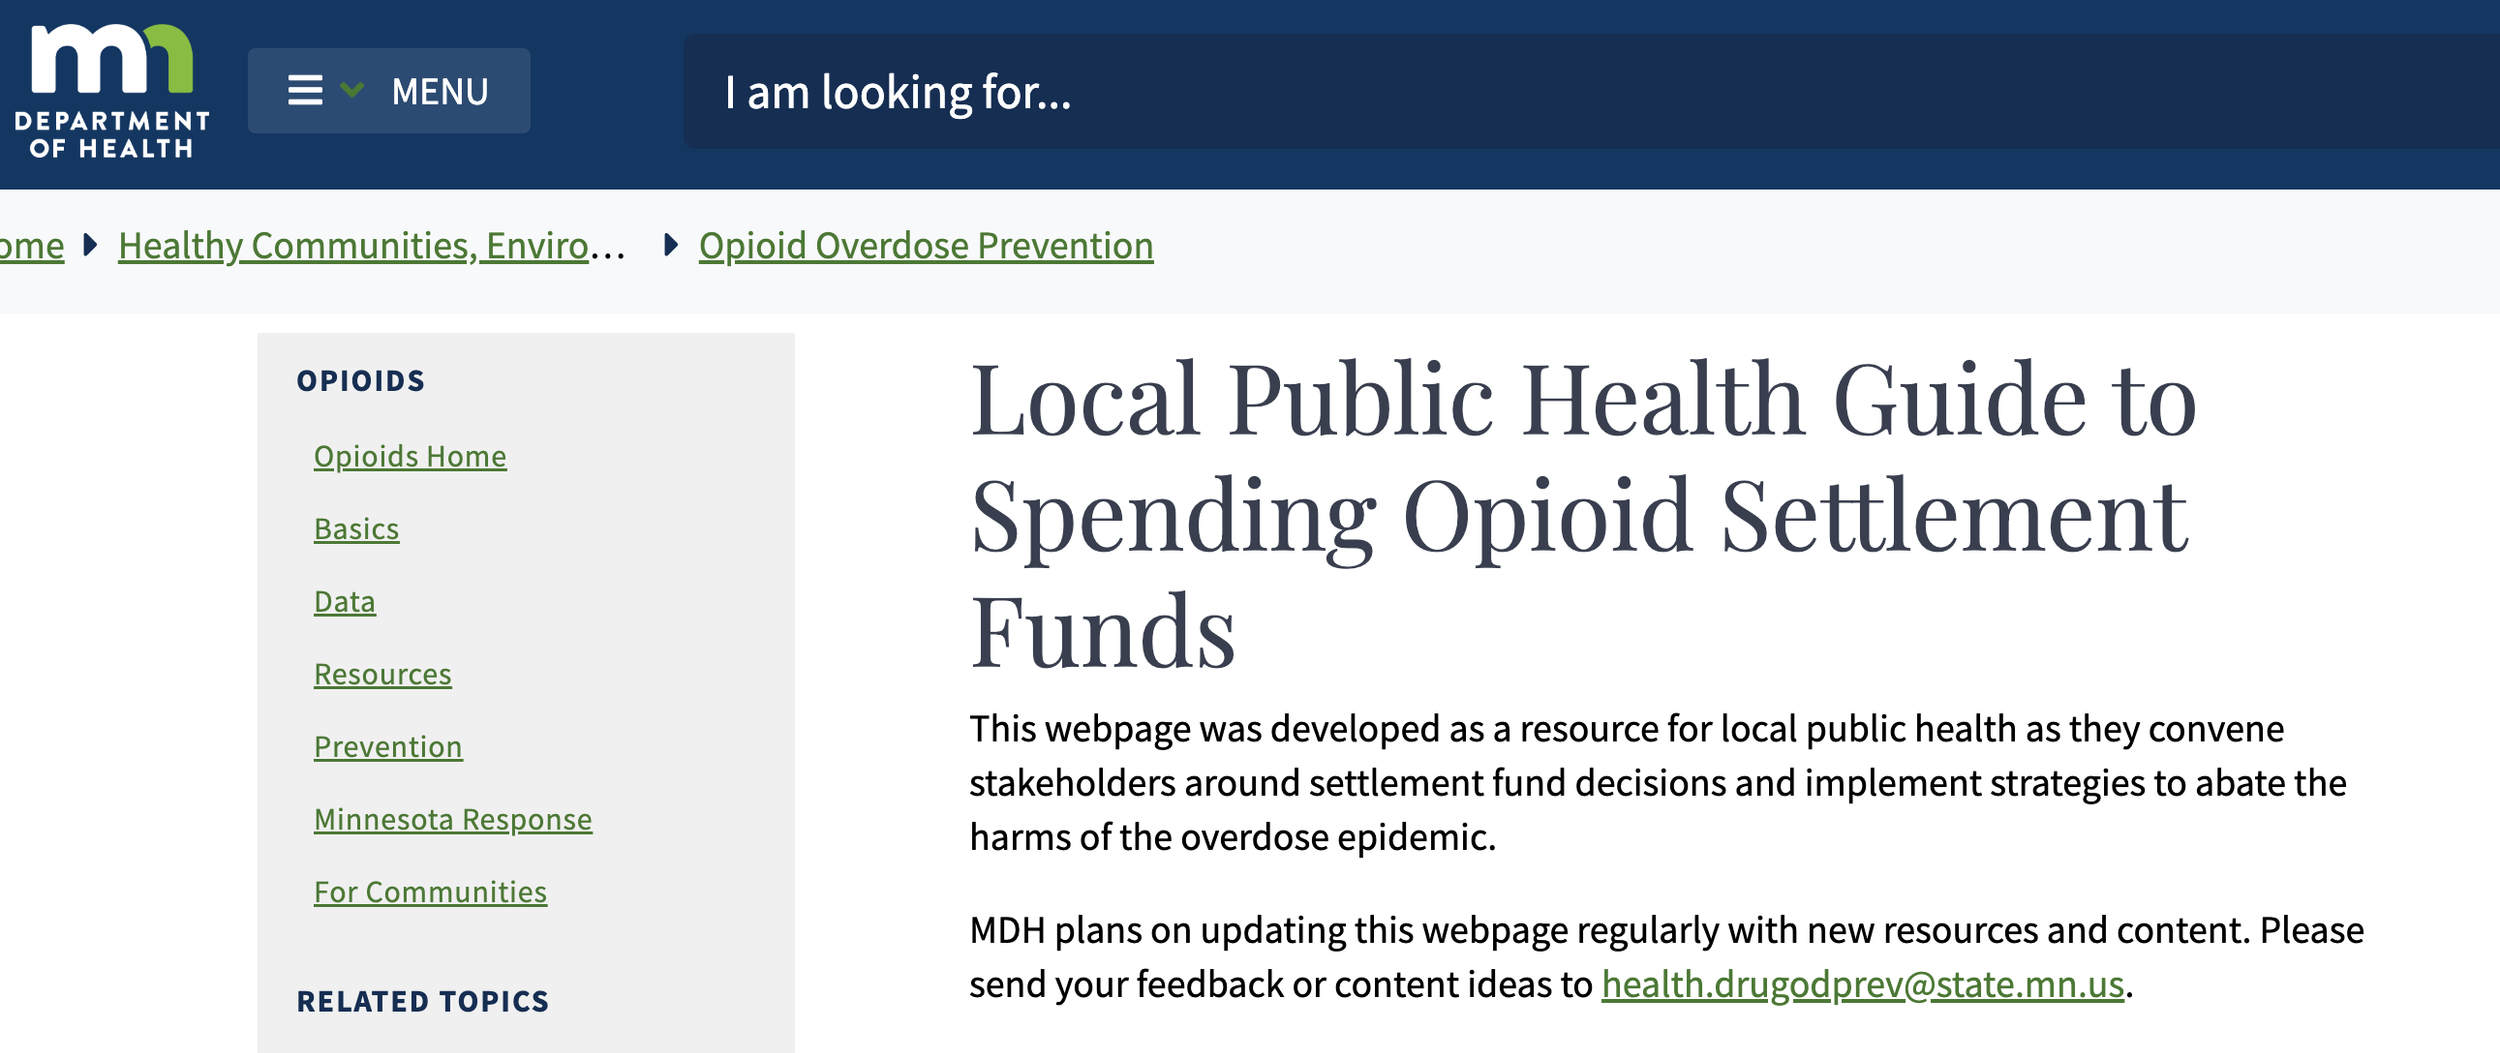 mn
DEPARTMENT
OF HEALTH
MENU
I am looking for...
ome
Healthy Communities, Enviro...
Opioid Overdose Prevention
OPIOIDS
Opioids Home
Basics
Data
Resources
Prevention
Minnesota Response
For Communities
RELATED TOPICS
Local Public Health Guide to
Spending Opioid Settlement
Funds
This webpage was developed as a resource for local public health as they convene
stakeholders around settlement fund decisions and implement strategies to abate the
harms of the overdose epidemic.
MDH plans on updating this webpage regularly with new resources and content. Please
send your feedback or content ideas to health.drugodprev@state.mn.us.